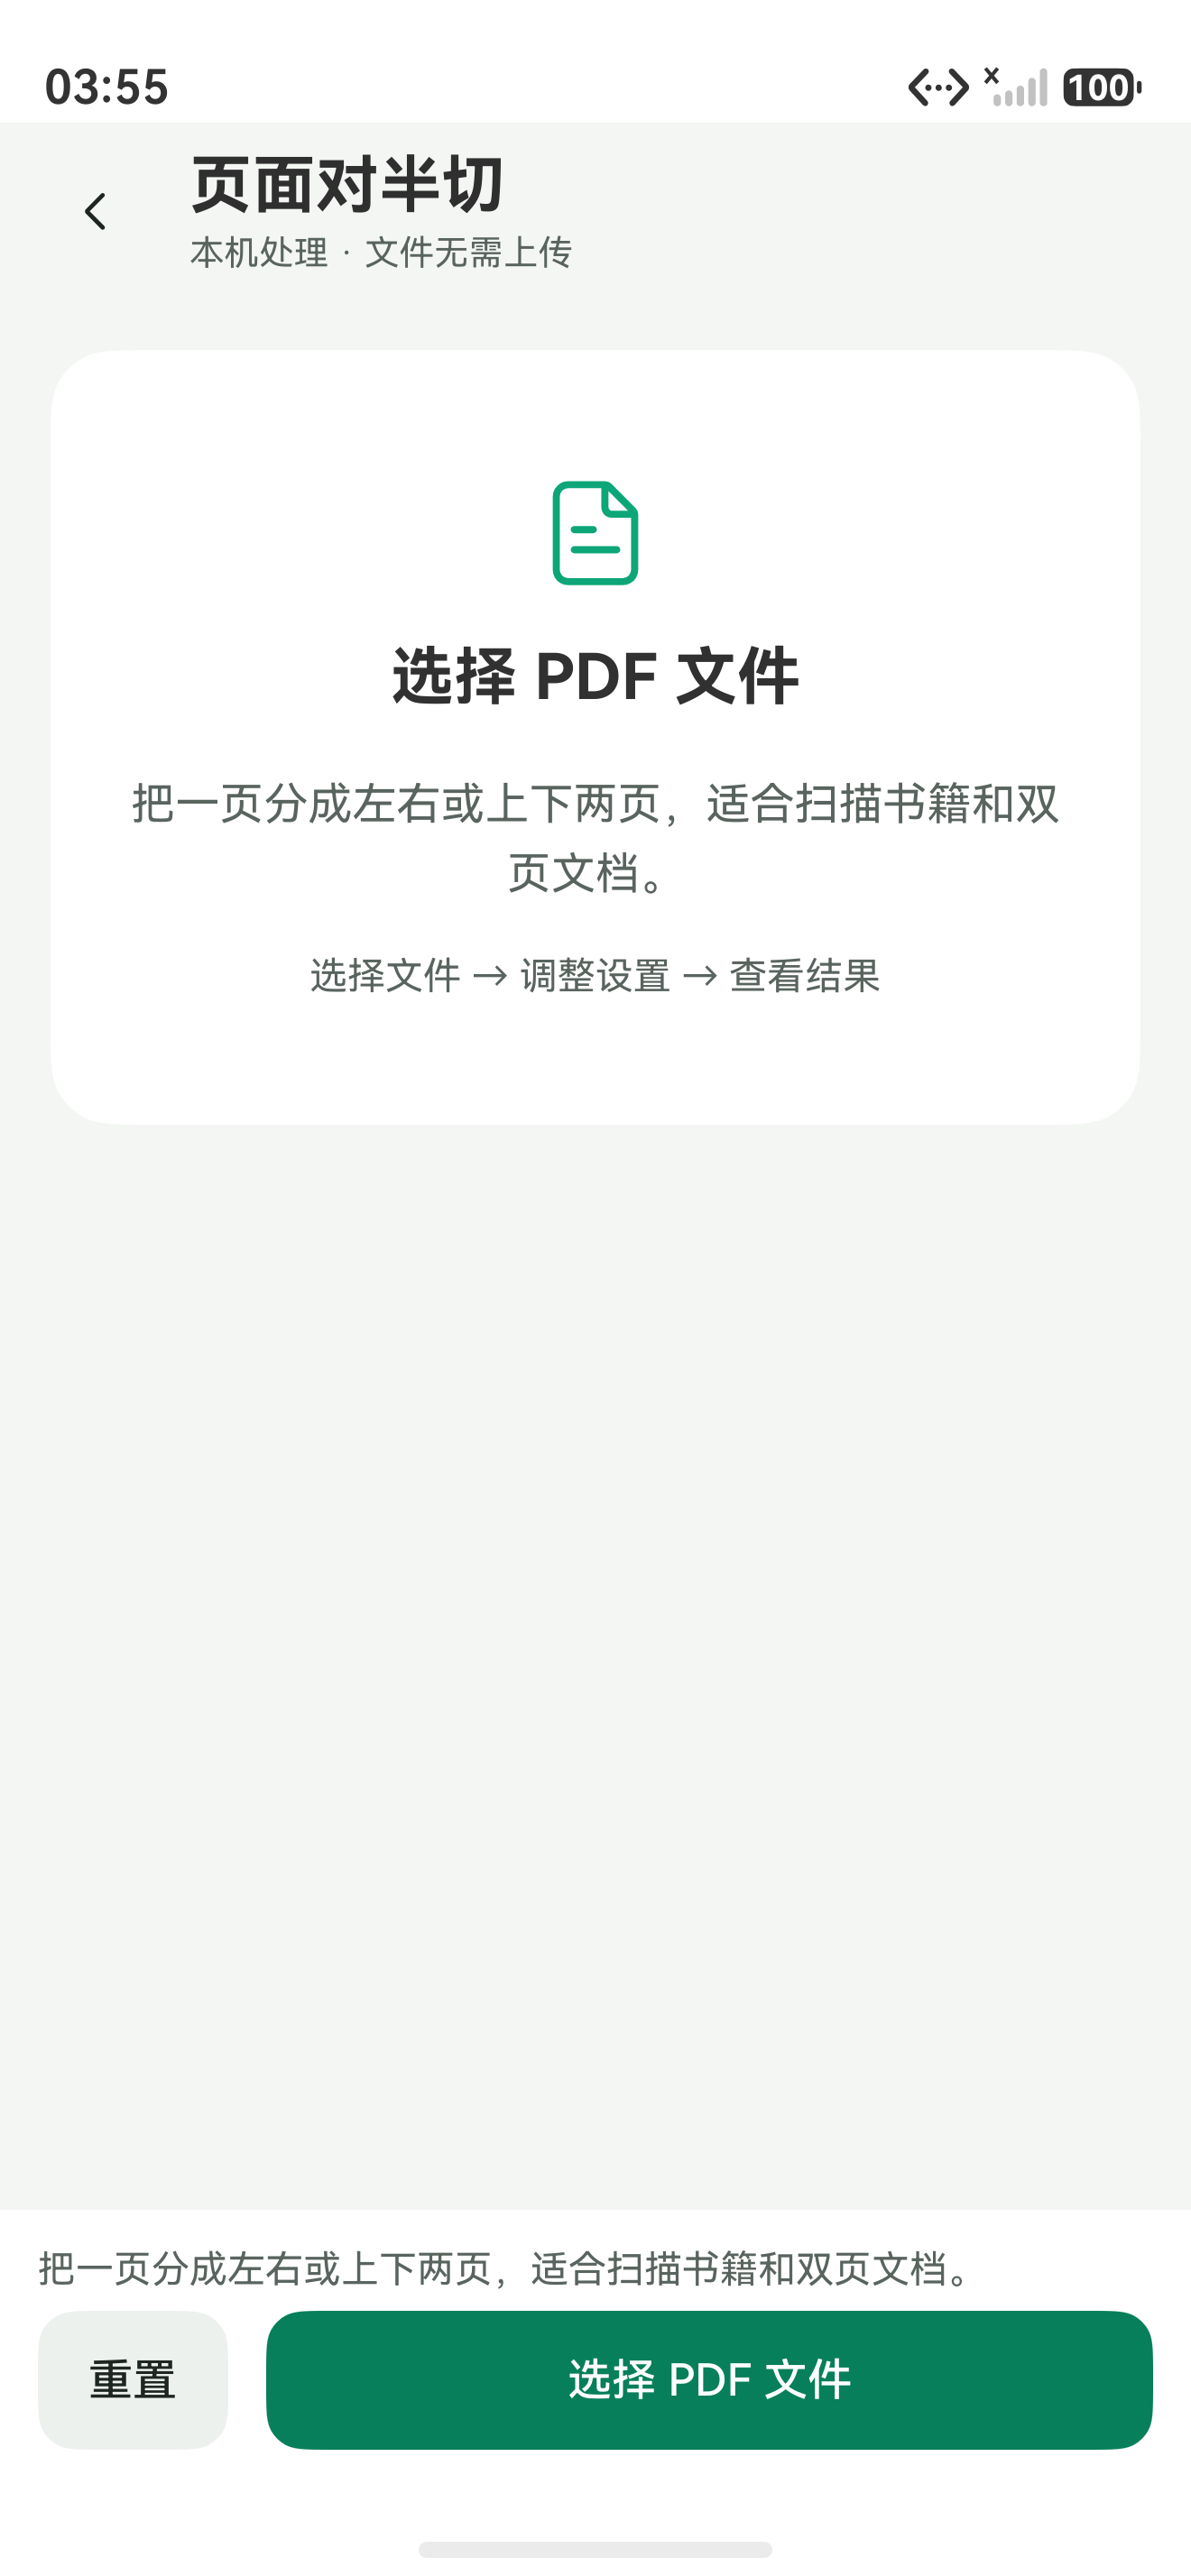 03:55
100
页面对半切
本机处理 · 文件无需上传
选择 PDF 文件
把一页分成左右或上下两页，适合扫描书籍和双
页文档。
选择文件 → 调整设置 → 查看结果
把一页分成左右或上下两页，适合扫描书籍和双页文档。
重置
选择 PDF 文件